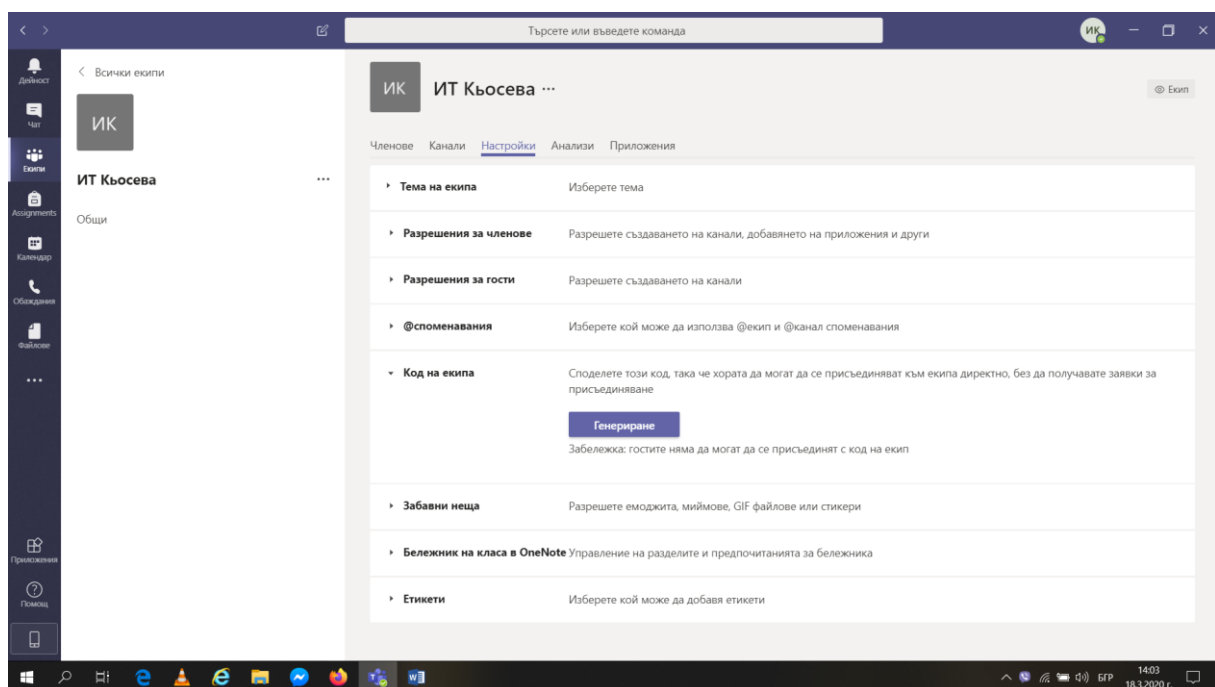 Търсете или въведете команда
ИК
Дейност
Чат
Екипи
Assignments
Календар
Обаждания
Файлове
Приложения
Помощ
Всички екипи
ИК
ИТ Кьосева
Общи
ИК
ИТ Кьосева
Екип
Членове Канали Настройки Анализи Приложения
Тема на екипа Изберете тема
Разрешения за членове Разрешете създаването на канали, добавянето на приложения и други
Разрешения за гости Разрешете създаването на канали
@споменавания Изберете кой може да използва @екип и @канал споменавания
Код на екипа Споделете този код, така че хората да могат да се присъединяват към екипа директно, без да получавате заявки за
присъединяване
Генериране
Забележка: гостите няма да могат да се присъединят с код на екип
Забавни неща Разрешете емоджита, миймове, GIF файлове или стикери
Бележник на класа в OneNote Управление на разделите и предпочитанията за бележника
Етикети Изберете кой може да добавя етикети
БГР
14:03
18.3.2020 г.